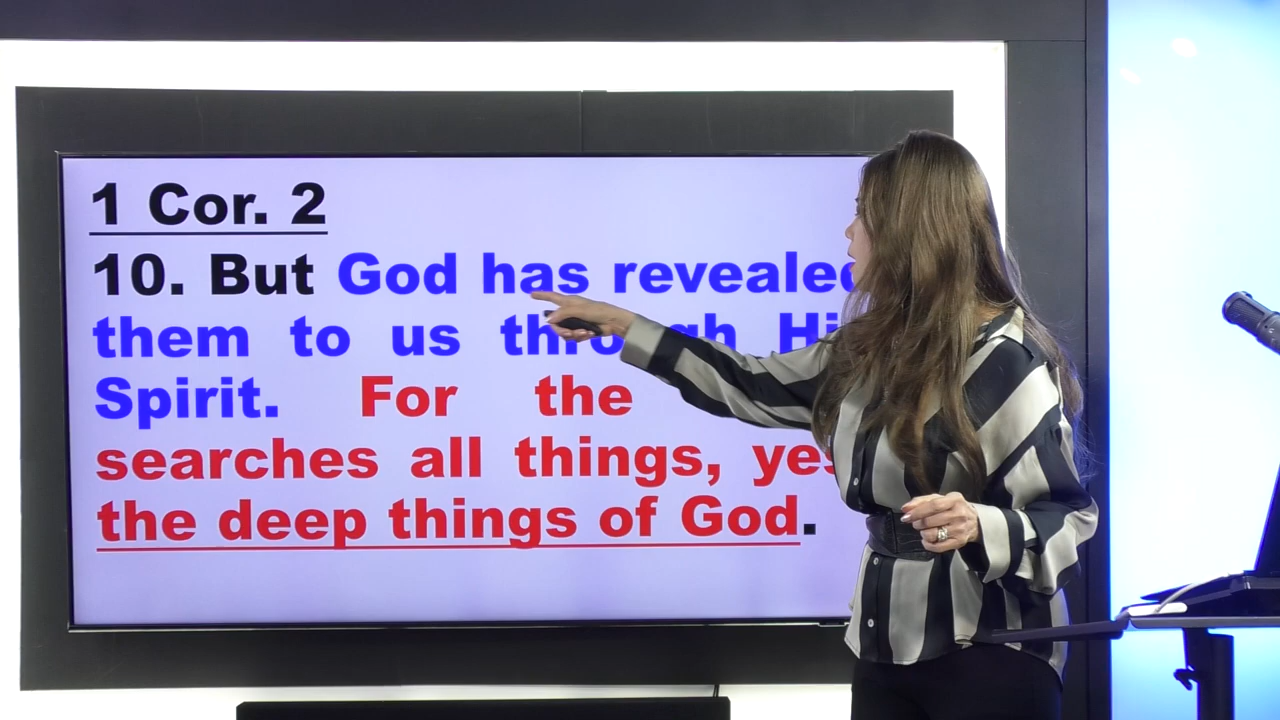 1 Cor. 2
10. But God has revealed
them to us through
Spirit. For the
searches all things,
the deep things of God.